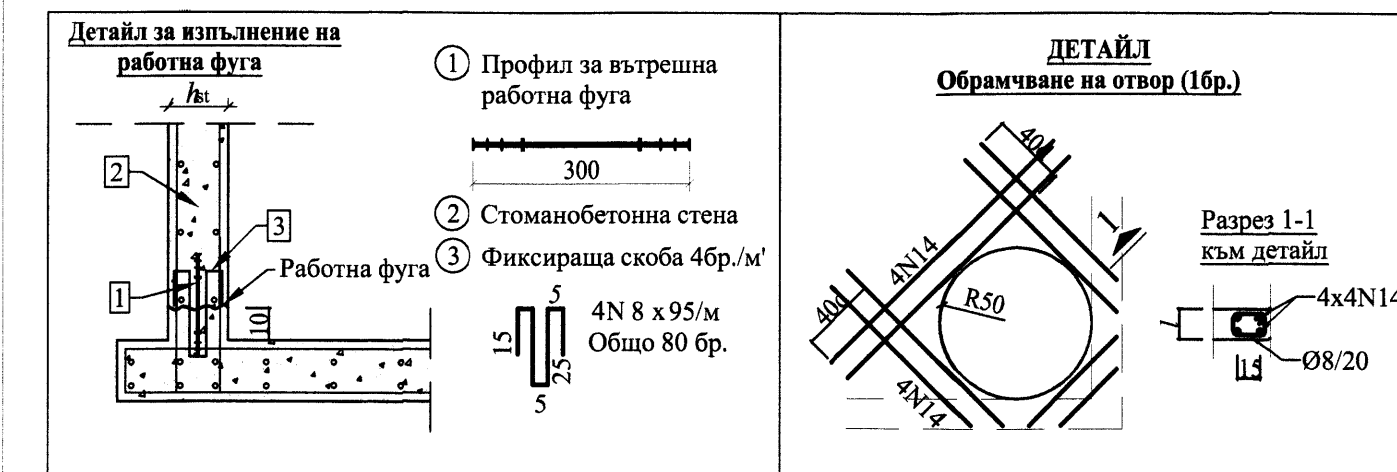 Детайл за изпълнение на
работна фуга
hst
2
3
1
Работна фуга
10
1 Профил за вътрешна
работна фуга
300
2 Стоманобетонна стена
3 Фиксираща скоба 4бр./м'
5
15
25
5
4N 8 x 95/м
Общо 80 бр.
ДЕТАЙЛ
Обрамчване на отвор (1бр.)
40d
4N14
R50
40d
4N14
1
Разрез 1-1
към детайл
4x4N14
Ø8/20
15